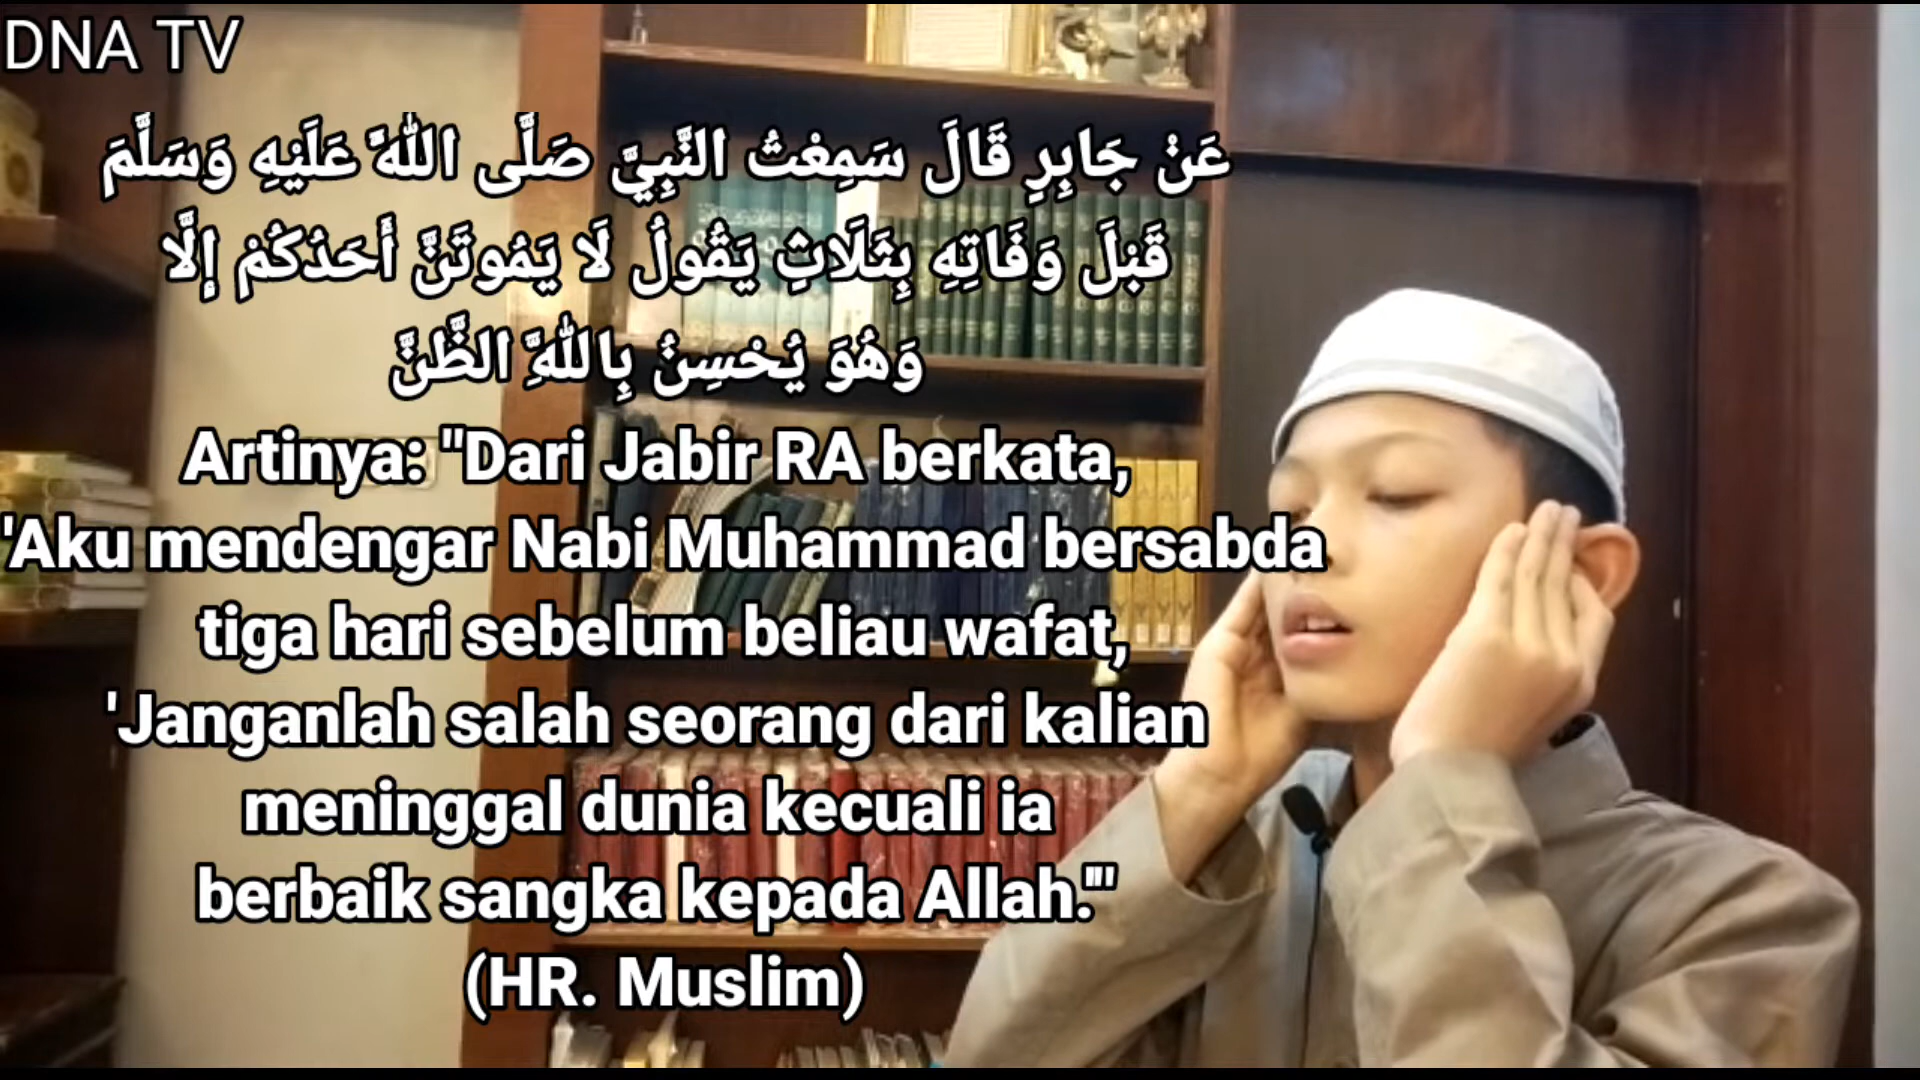 DNA TV
عَنْ جَابِرٍ قَالَ سَمِعْتُ النَّبِيَّ صَلَّى اللهُ عَلَيْهِ وَسَلَّمَ
قَبْلَ وَفَاتِهِ بِثَلَاثٍ يَقُولُ لَا يَمُوتَنَّ أَحَدُكُمْ إِلَّا
وَهُوَ يُحْسِنُ بِاللهِ الظَّنَّ
Artinya: "Dari Jabir RA berkata,
'Aku mendengar Nabi Muhammad bersabda
tiga hari sebelum beliau wafat,
'Janganlah salah seorang dari kalian
meninggal dunia kecuali ia
berbaik sangka kepada Allah.'"
(HR. Muslim)